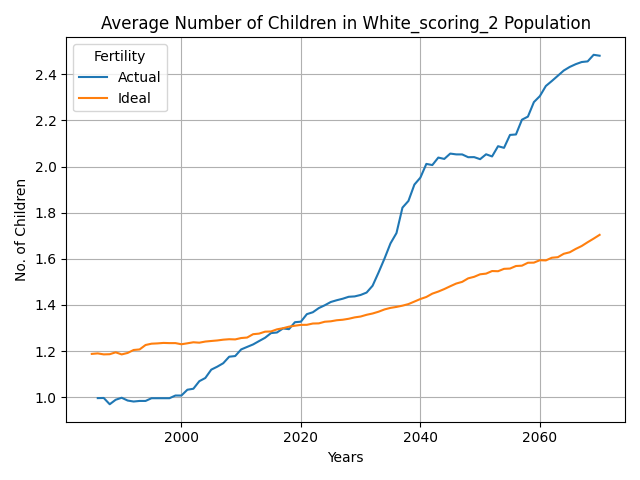 Average Number of Children in White_scoring_2 Population
Fertility
Actual
Ideal
2.4
2.2
2.0
1.8
1.6
1.4
1.2
1.0
No. of Children
2000
2020
2040
2060
Years